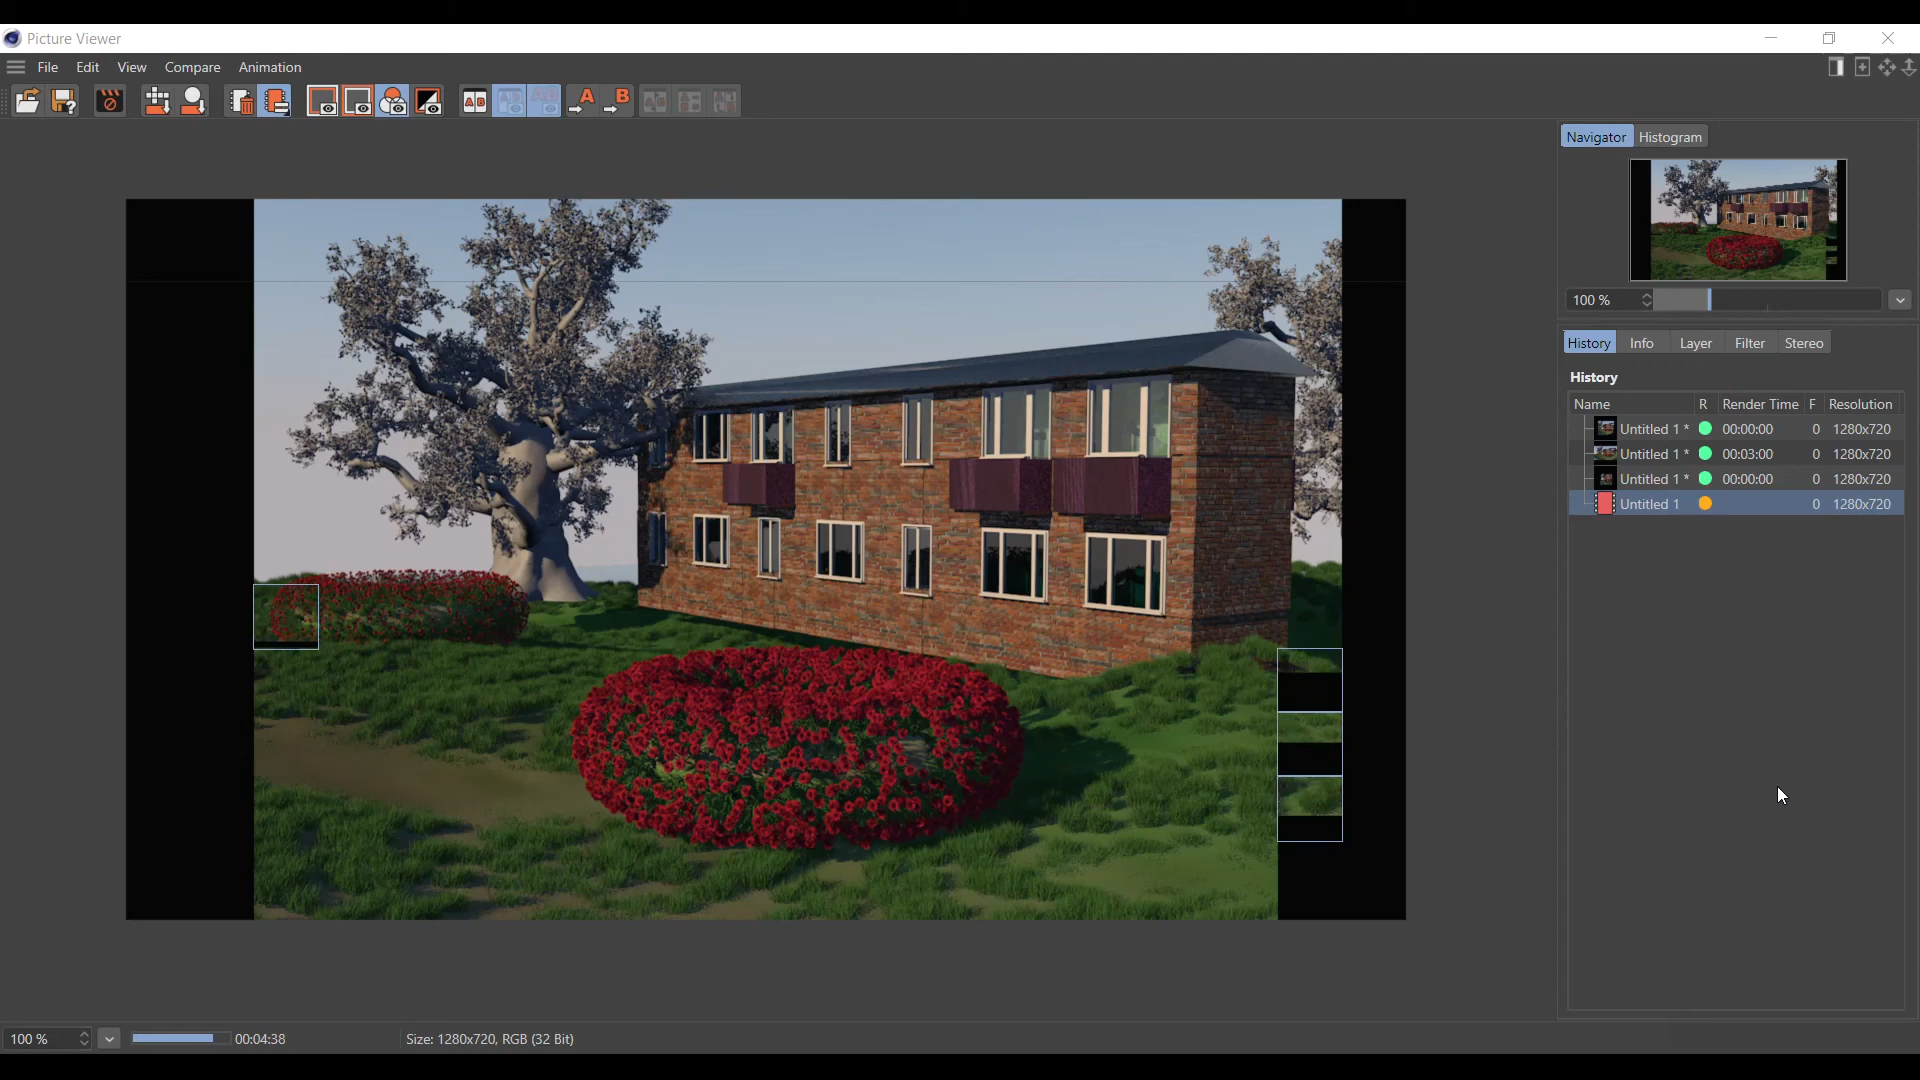 Picture Viewer
File Edit View Compare Animation
Navigator Histogram
100 %
History Info Layer Filter Stereo
History
Name R Render Time F Resolution
Untitled 1 * 00:00:00 0 1280x720
Untitled 1 * 00:03:00 0 1280x720
Untitled 1 * 00:00:00 0 1280x720
Untitled 1 0 1280x720
100 % 00:04:38 Size: 1280x720, RGB (32 Bit)